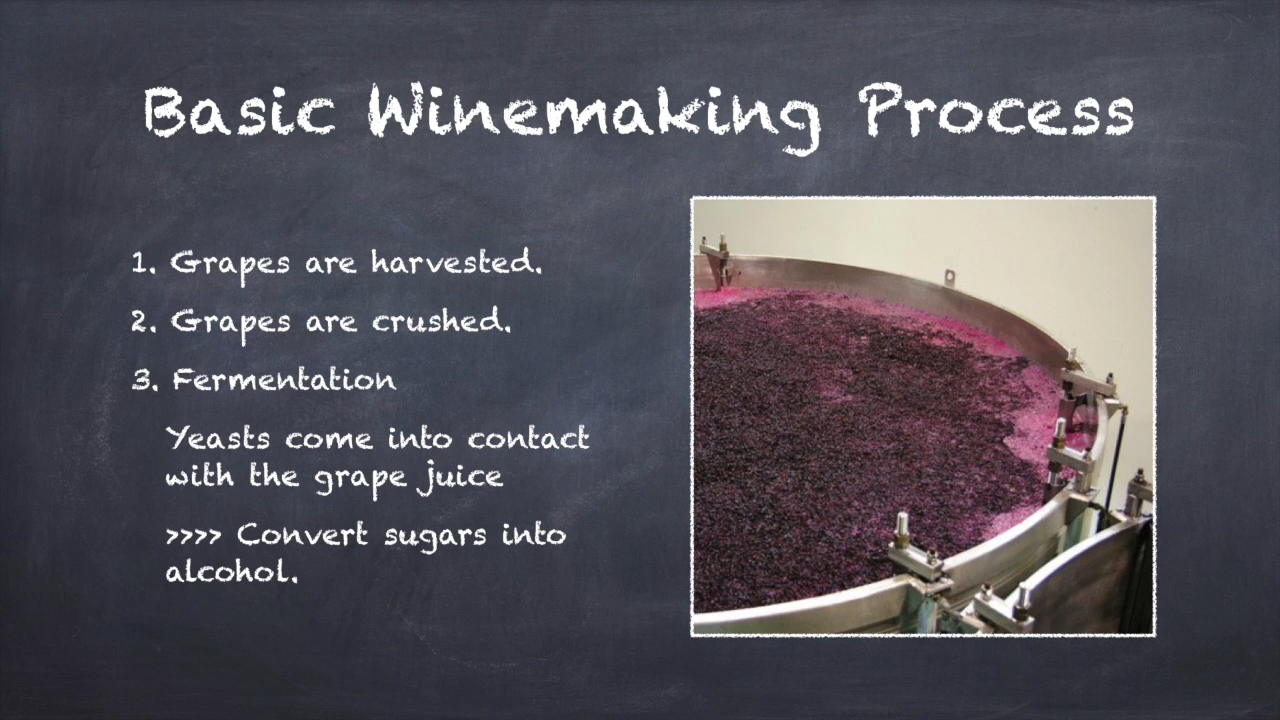 Basic Winemaking Process
1. Grapes are harvested.
2. Grapes are crushed.
3. Fermentation
Yeasts come into contact
with the grape juice
>>>> Convert sugars into
alcohol.